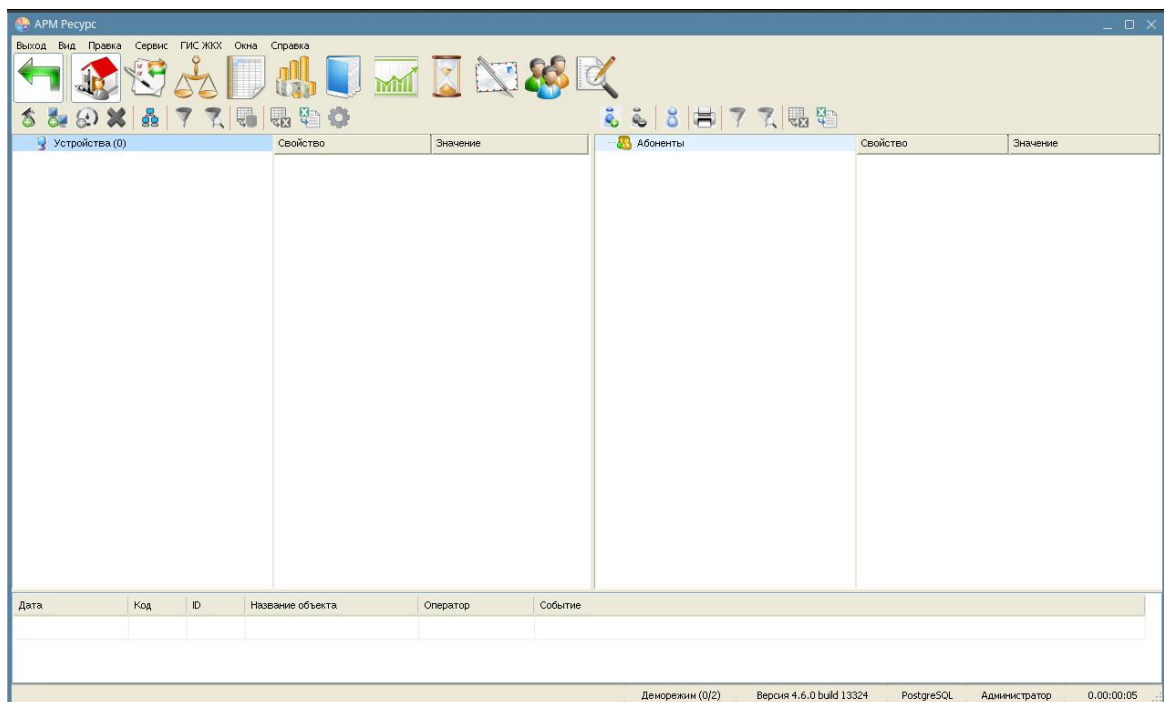 АРМ Ресурс
Выход Вид Правка Сервис ГИС ЖКХ Окна Справка
Устройства (0) Свойство Значение Абоненты Свойство Значение
Дата Код ID Название объекта Оператор Событие
Деморежим (0/2) Версия 4.6.0 build 13324 PostgreSQL Администратор 0.00:00:05